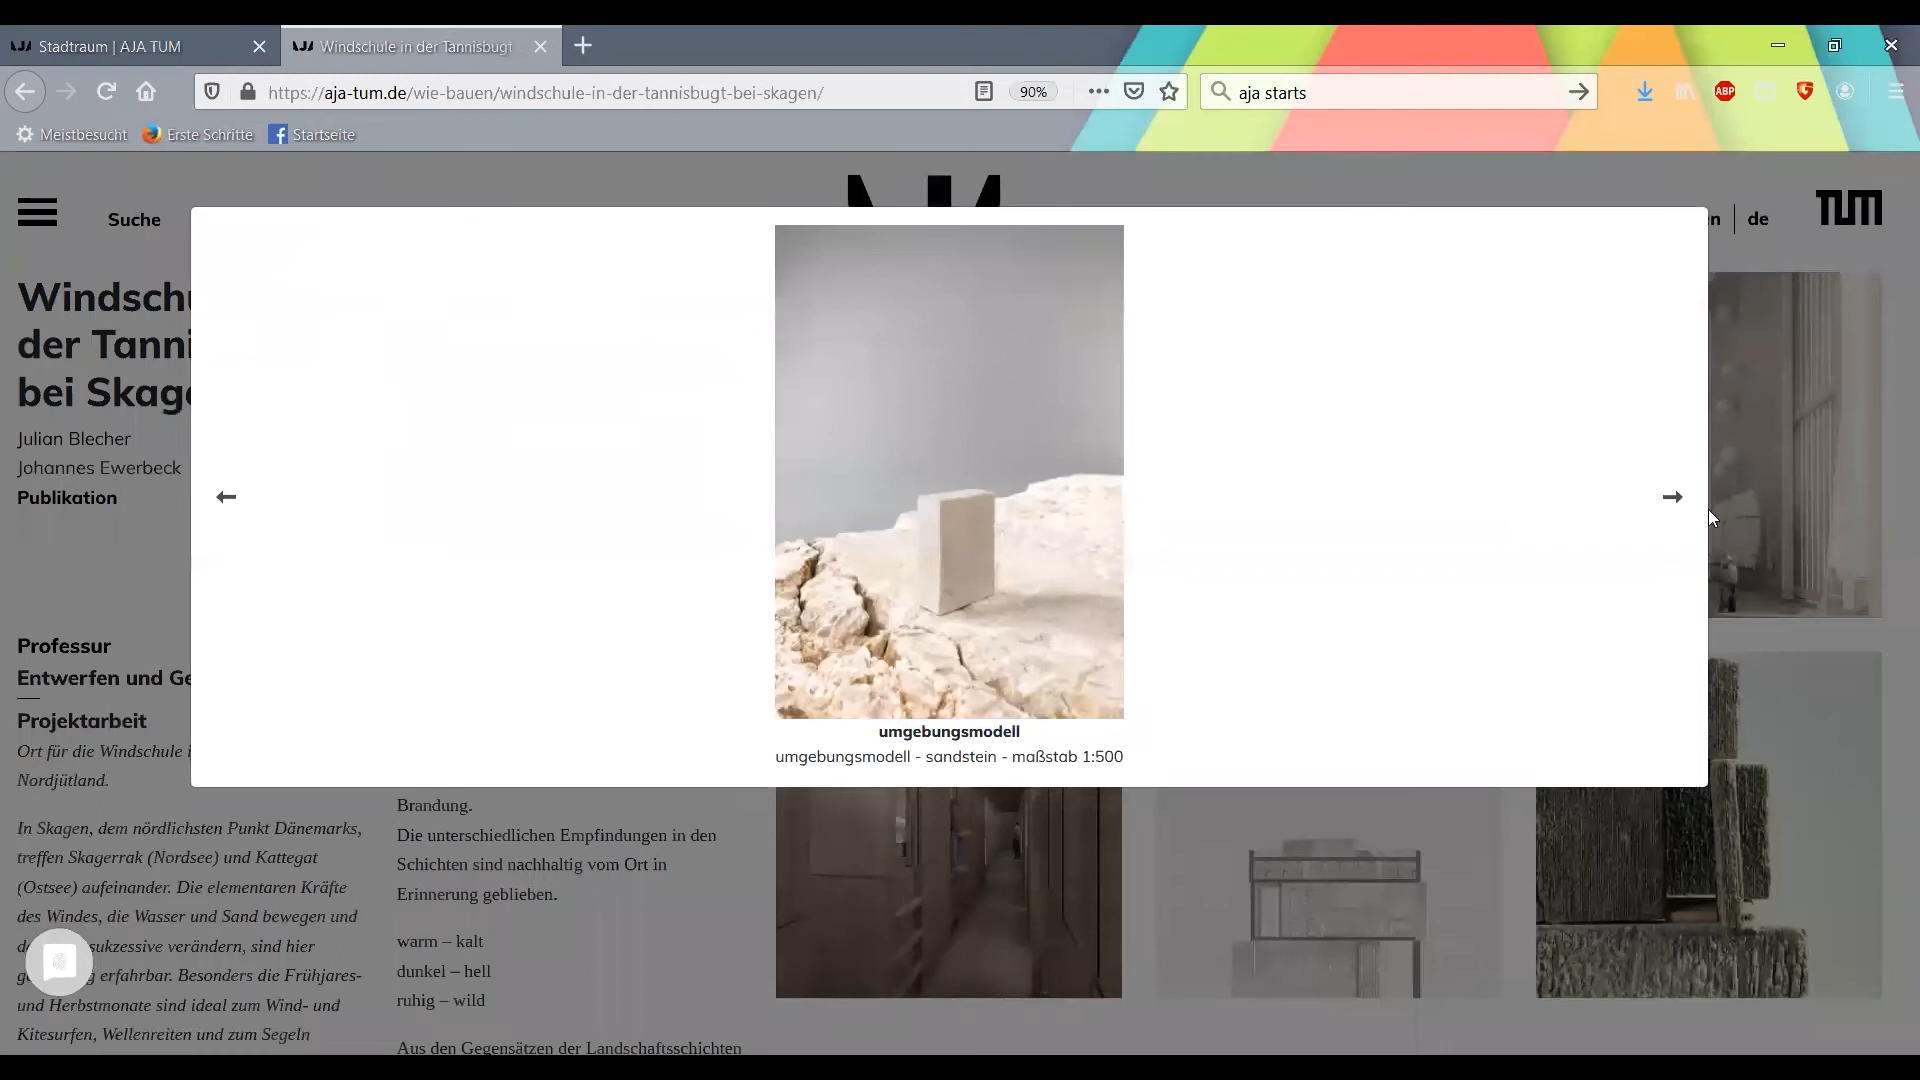 AJA Stadtraum | AJA TUM
AJA Windschule in der Tannisbugt
https://aja-tum.de/wie-bauen/windschule-in-der-tannisbugt-bei-skagen/
90%
aja starts
ABP
Meistbesucht
Erste Schritte
Startseite
Suche
de
TUM
Windschu
der Tanni
bei Skage
Julian Blecher
Johannes Ewerbeck
Publikation
Professur
Entwerfen und Ge
Projektarbeit
Ort für die Windschule i
Nordjütland.
In Skagen, dem nördlichsten Punkt Dänemarks,
treffen Skagerrak (Nordsee) und Kattegat
(Ostsee) aufeinander. Die elementaren Kräfte
des Windes, die Wasser und Sand bewegen und
sukzessive verändern, sind hier
erfahrbar. Besonders die Frühjares-
und Herbstmonate sind ideal zum Wind- und
Kitesurfen, Wellenreiten und zum Segeln
Brandung.
Die unterschiedlichen Empfindungen in den
Schichten sind nachhaltig vom Ort in
Erinnerung geblieben.
warm – kalt
dunkel – hell
ruhig – wild
Aus den Gegensätzen der Landschaftsschichten
umgebungsmodell
umgebungsmodell - sandstein - maßstab 1:500